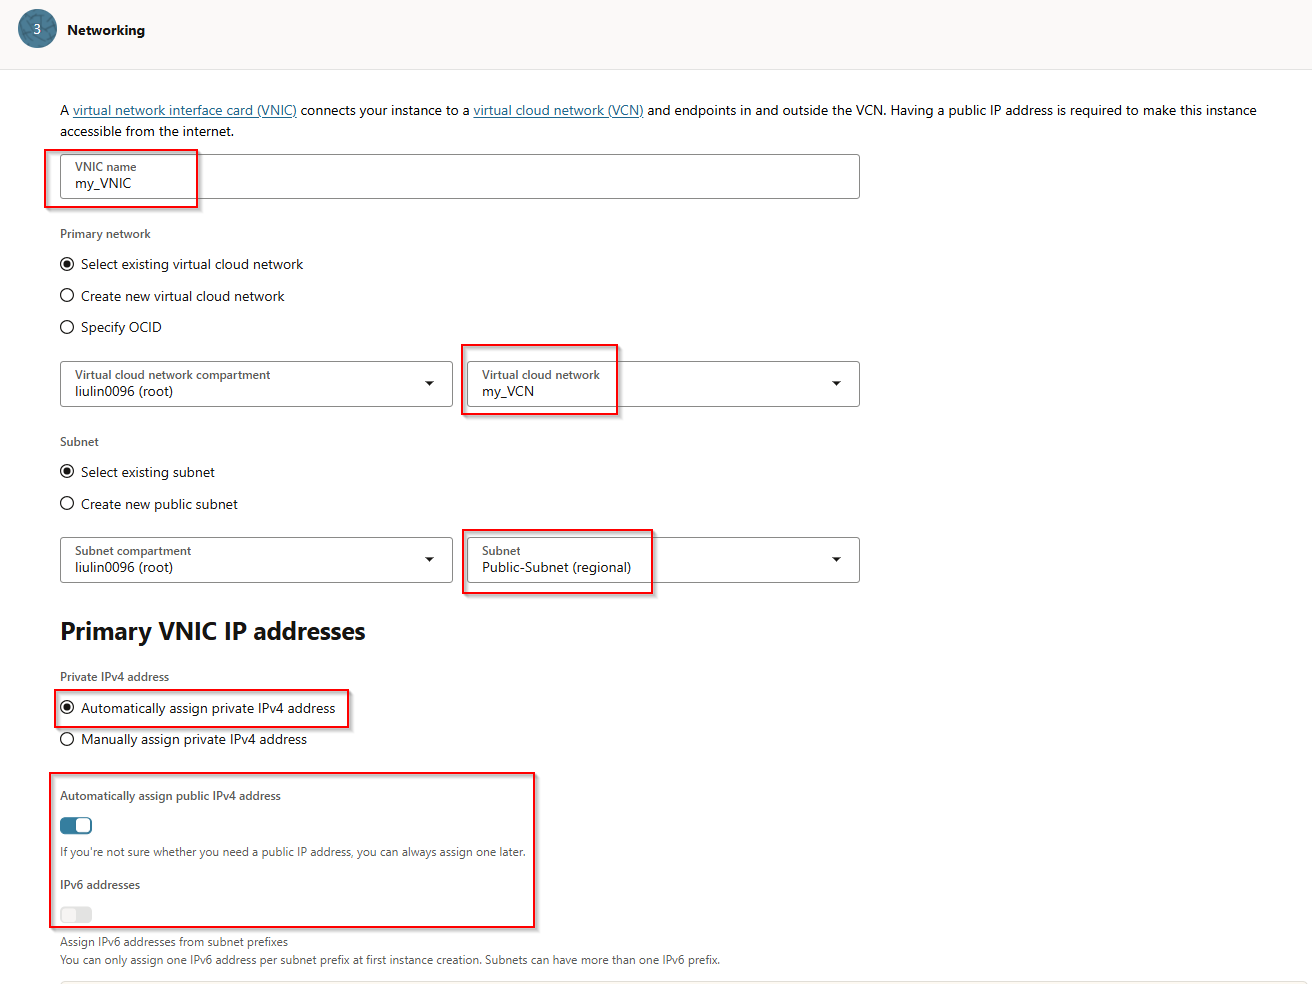 3
Networking
A virtual network interface card (VNIC) connects your instance to a virtual cloud network (VCN) and endpoints in and outside the VCN. Having a public IP address is required to make this instance
accessible from the internet.
VNIC name
my_VNIC
Primary network
Select existing virtual cloud network
Create new virtual cloud network
Specify OCID
Virtual cloud network compartment
liulin0096 (root)
Virtual cloud network
my_VCN
Subnet
Select existing subnet
Create new public subnet
Subnet compartment
liulin0096 (root)
Subnet
Public-Subnet (regional)
Primary VNIC IP addresses
Private IPv4 address
Automatically assign private IPv4 address
Manually assign private IPv4 address
Automatically assign public IPv4 address
If you're not sure whether you need a public IP address, you can always assign one later.
IPv6 addresses
Assign IPv6 addresses from subnet prefixes
You can only assign one IPv6 address per subnet prefix at first instance creation. Subnets can have more than one IPv6 prefix.